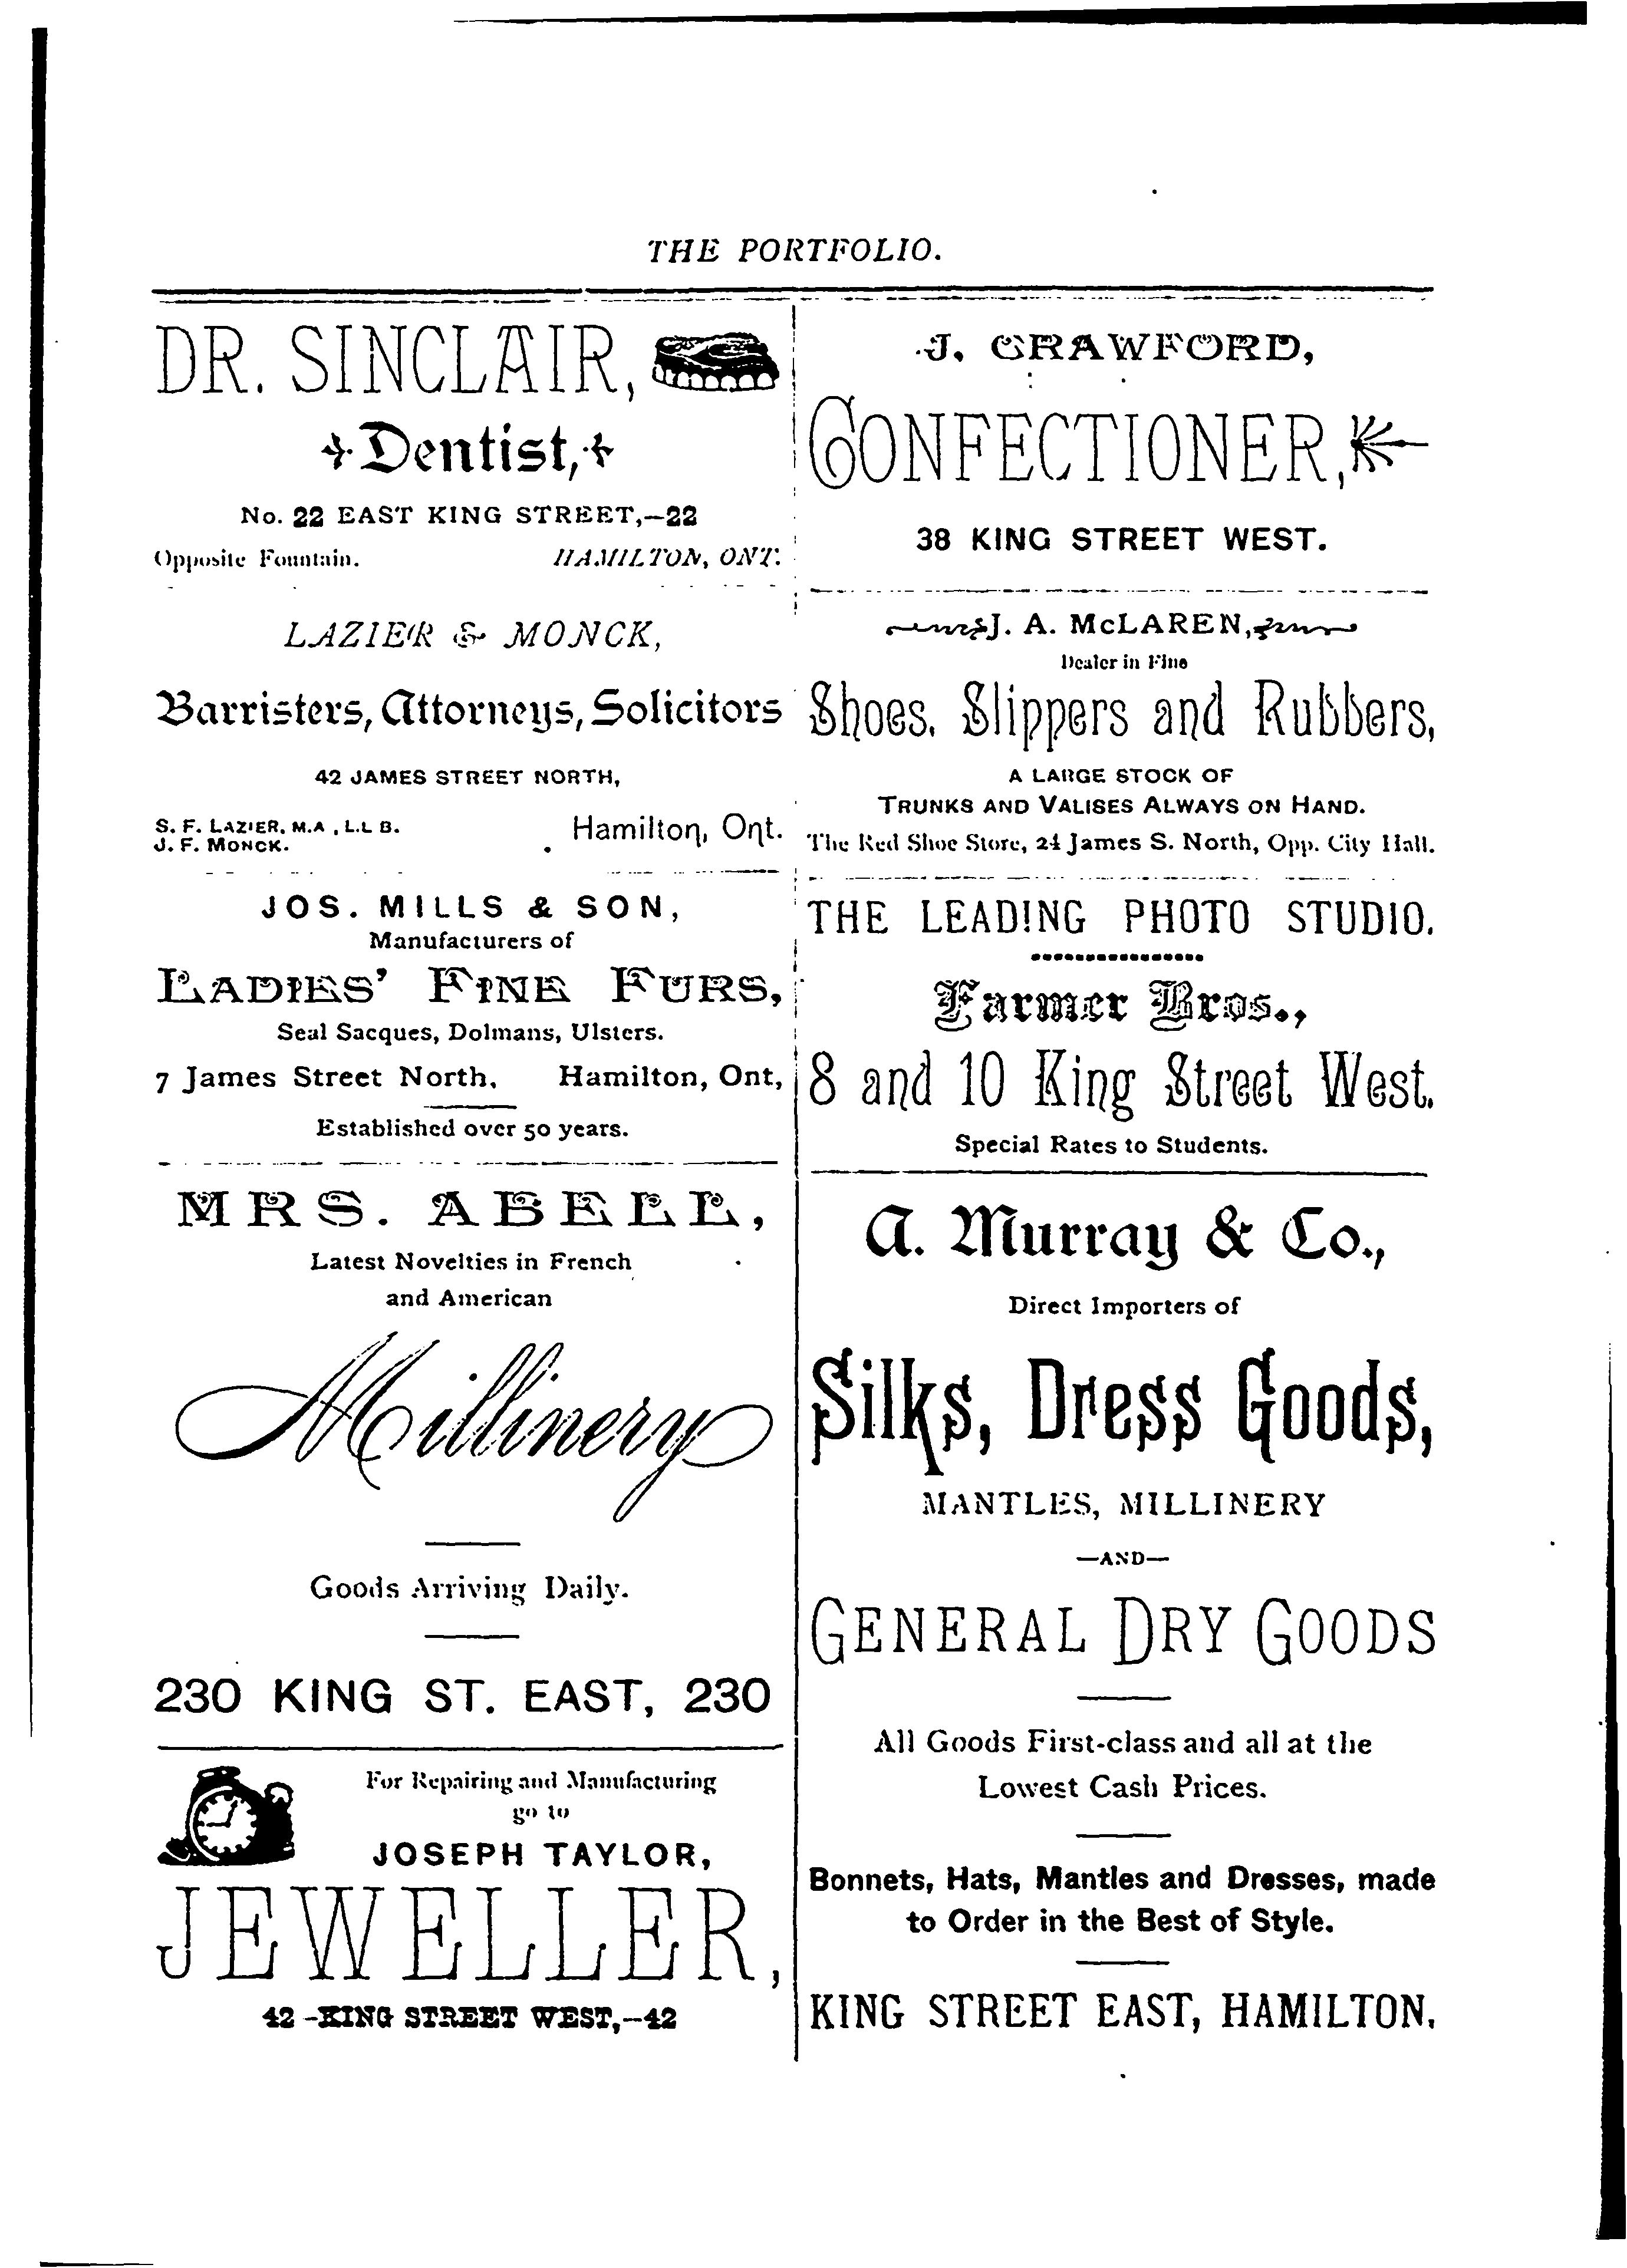 THE PORTFOLIO.
DR. SINCLAIR,
Dentist,
No. 22 EAST KING STREET,—22
Opposite Fountain. HAMILTON, ONT.
LAZIER & MONCK,
Barristers, Attorneys, Solicitors
42 JAMES STREET NORTH,
S. F. LAZIER, M.A , L.L B.
J. F. MONCK.
Hamilton, Ont.
JOS. MILLS & SON,
Manufacturers of
LADIES' FINE FURS,
Seal Sacques, Dolmans, Ulsters.
7 James Street North, Hamilton, Ont,
Established over 50 years.
MRS. ABELL,
Latest Novelties in French
and American
Millinery
Goods Arriving Daily.
230 KING ST. EAST, 230
For Repairing and Manufacturing
go to
JOSEPH TAYLOR,
JEWELLER,
42 -KING STREET WEST,—42
J. CRAWFORD,
CONFECTIONER,
38 KING STREET WEST.
J. A. McLAREN,
Dealer in Fine
Shoes, Slippers and Rubbers,
A LARGE STOCK OF
TRUNKS AND VALISES ALWAYS ON HAND.
The Red Shoe Store, 24 James S. North, Opp. City Hall.
THE LEADING PHOTO STUDIO.
Farmer Bros.,
8 and 10 King Street West.
Special Rates to Students.
A. Murray & Co.,
Direct Importers of
Silks, Dress Goods,
MANTLES, MILLINERY
—AND—
GENERAL DRY GOODS
All Goods First-class and all at the
Lowest Cash Prices.
Bonnets, Hats, Mantles and Dresses, made
to Order in the Best of Style.
KING STREET EAST, HAMILTON.